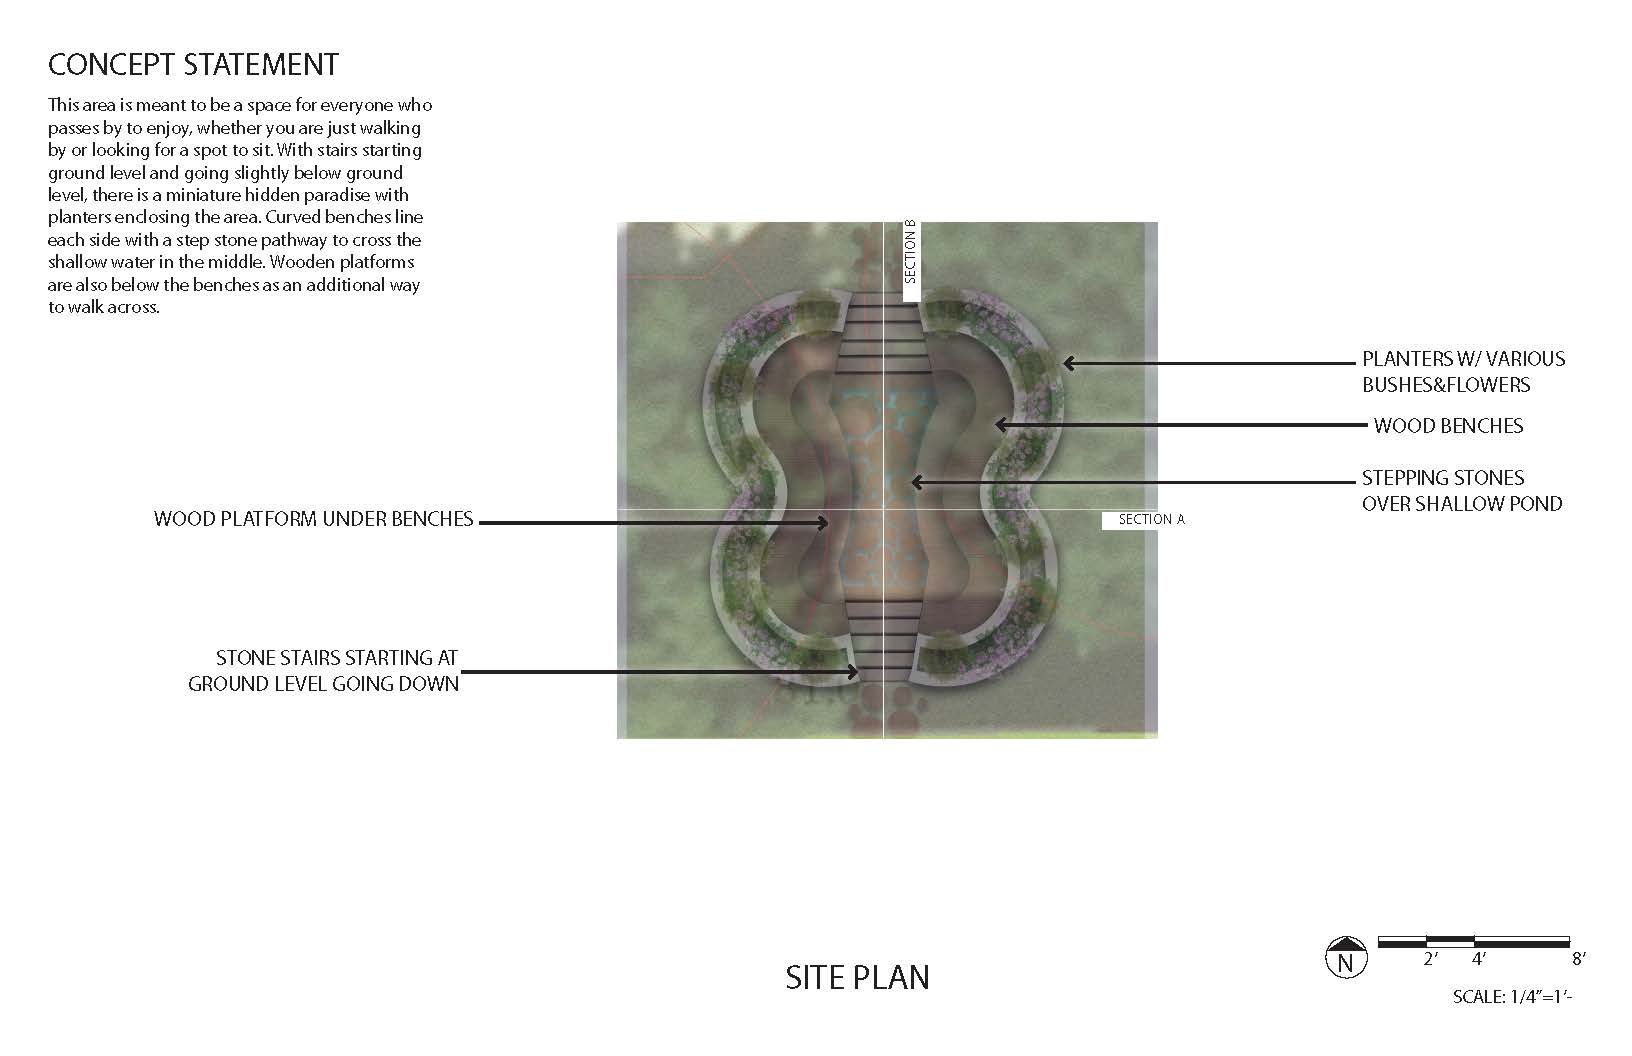 CONCEPT STATEMENT
This area is meant to be a space for everyone who
passes by to enjoy, whether you are just walking
by or looking for a spot to sit. With stairs starting
ground level and going slightly below ground
level, there is a miniature hidden paradise with
planters enclosing the area. Curved benches line
each side with a step stone pathway to cross the
shallow water in the middle. Wooden platforms
are also below the benches as an additional way
to walk across.
SECTION B
PLANTERS W/ VARIOUS
BUSHES&FLOWERS
WOOD BENCHES
STEPPING STONES
OVER SHALLOW POND
WOOD PLATFORM UNDER BENCHES
SECTION A
STONE STAIRS STARTING AT
GROUND LEVEL GOING DOWN
SITE PLAN
N
2' 4' 8'
SCALE: 1/4"=1'-